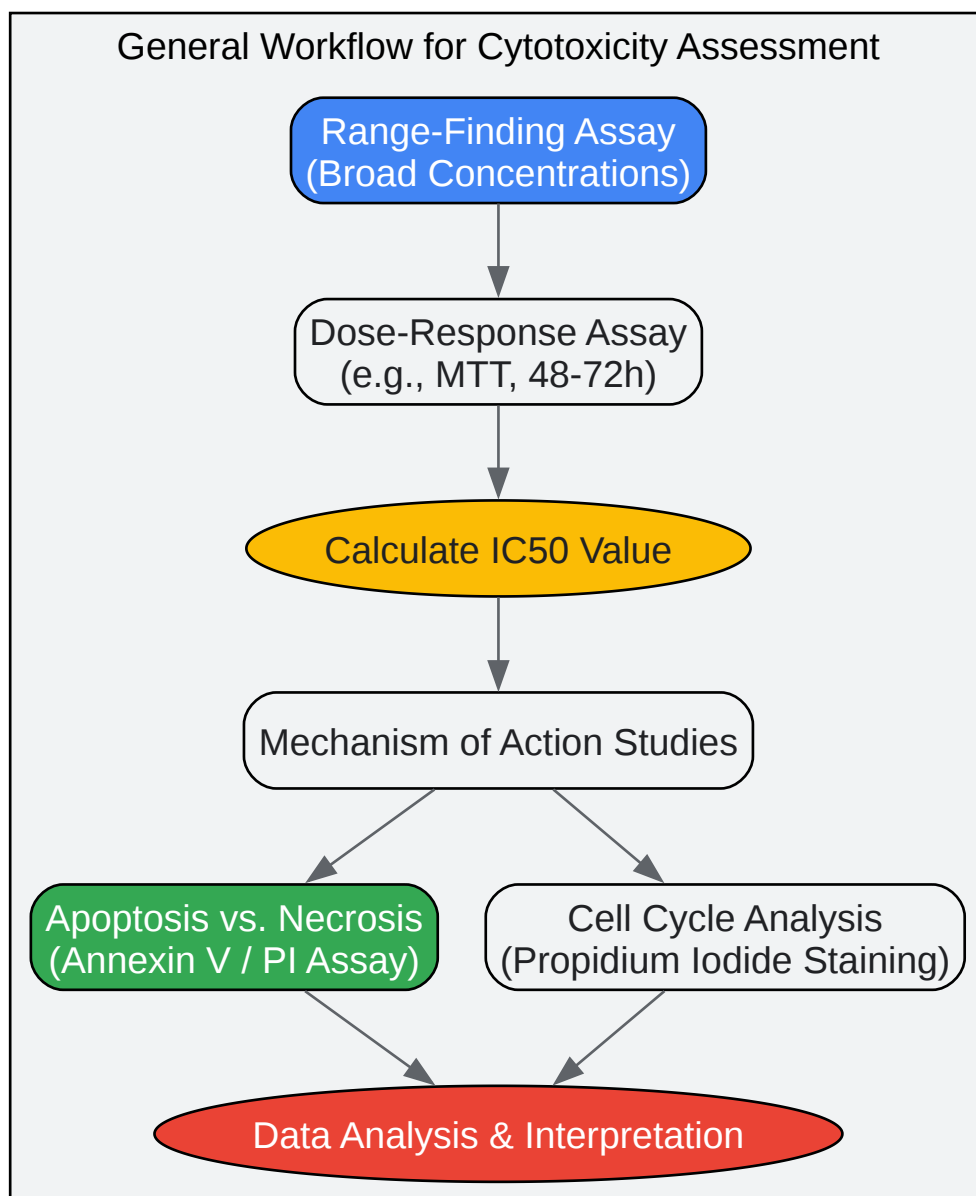 General Workflow for Cytotoxicity Assessment
Range-Finding Assay
(Broad Concentrations)
Dose-Response Assay
(e.g., MTT, 48-72h)
Calculate IC50 Value
Mechanism of Action Studies
Apoptosis vs. Necrosis
(Annexin V / PI Assay)
Cell Cycle Analysis
(Propidium Iodide Staining)
Data Analysis & Interpretation